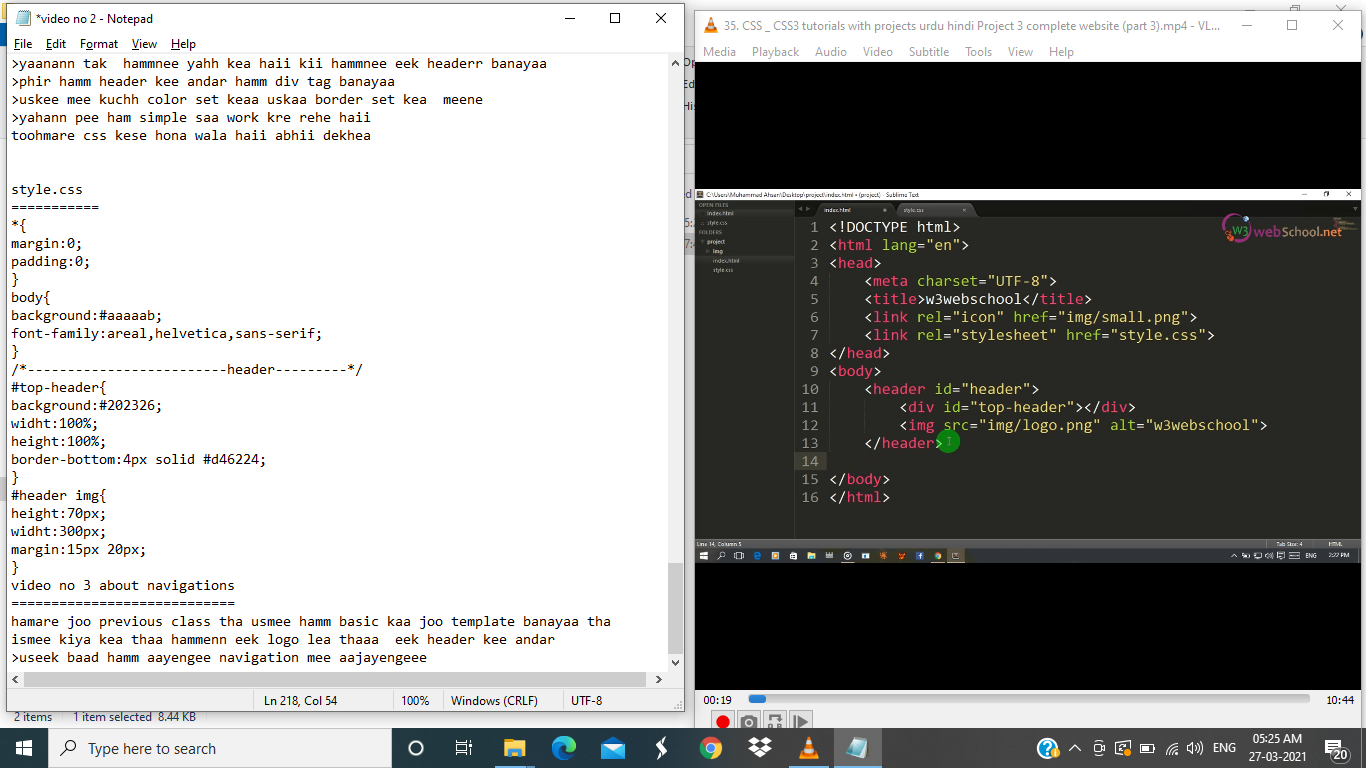 *video no 2 - Notepad
File Edit Format View Help
>yaanann tak  hammnee yahh kea haii kii hammnee eek headerr banayaa
>phir hamm header kee andar hamm div tag banayaa
>uskee mee kuchh color set keaa uskaa border set kea  meene
>yahann pee ham simple saa work kre rehe haii
toohmare css kese hona wala haii abhii dekhea
style.css
===========
*{
margin:0;
padding:0;
}
body{
background:#aaaaab;
font-family:areal,helvetica,sans-serif;
}
/*-------------------------header---------*/
#top-header{
background:#202326;
widht:100%;
height:100%;
border-bottom:4px solid #d46224;
}
#header img{
height:70px;
widht:300px;
margin:15px 20px;
}
video no 3 about navigations
============================
hamare joo previous class tha usmee hamm basic kaa joo template banayaa tha
ismee kiya kea thaa hammenn eek logo lea thaaa  eek header kee andar
>useek baad hamm aayengee navigation mee aajayengeee
Ln 218, Col 54 100% Windows (CRLF) UTF-8
2 items 1 item selected 8.44 KB
35. CSS _ CSS3 tutorials with projects urdu hindi Project 3 complete website (part 3).mp4 - VL...
Media Playback Audio Video Subtitle Tools View Help
C:\Users\Muhammad Ahsan\Desktop\project\index.html • (project) - Sublime Text
OPEN FILES
index.html
style.css
FOLDERS
project
img
index.html
style.css
index.html style.css
W3 webSchool.net
1 <!DOCTYPE html>
2 <html lang="en">
3 <head>
4 <meta charset="UTF-8">
5 <title>w3webschool</title>
6 <link rel="icon" href="img/small.png">
7 <link rel="stylesheet" href="style.css">
8 </head>
9 <body>
10 <header id="header">
11 <div id="top-header"></div>
12 <img src="img/logo.png" alt="w3webschool">
13 </header>
14
15 </body>
16 </html>
Line 14, Column 5 Tab Size: 4 HTML
ENG 2:22 PM
00:19 10:44
Type here to search
ENG
05:25 AM
27-03-2021
20